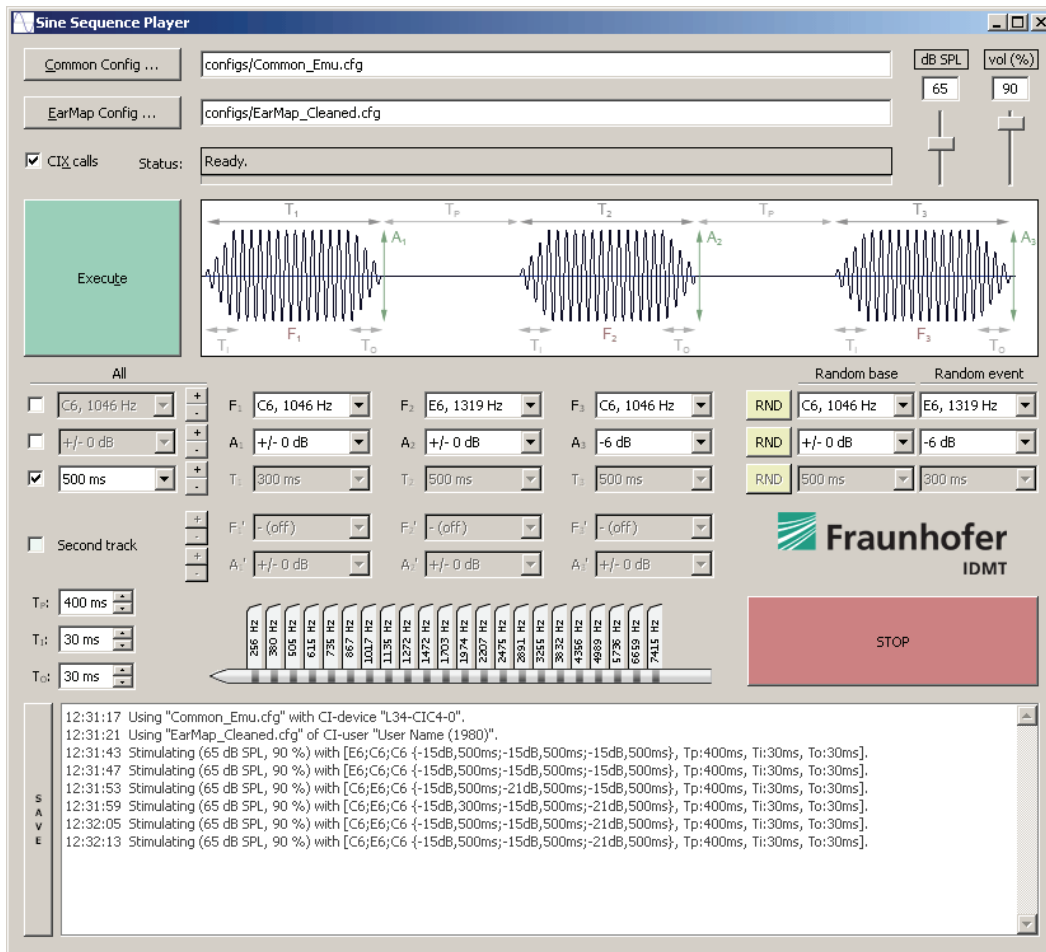 Sine Sequence Player
Common Config ... configs/Common_Emu.cfg dB SPL vol (%)
65 90
EarMap Config ... configs/EarMap_Cleaned.cfg
CIX calls Status: Ready.
T1 TP T2 TP T3
A1 A2 A3
Execute
F1 F2 F3
TI TO TI TO TI TO
All Random base Random event
C6, 1046 Hz + - F1 C6, 1046 Hz F2 E6, 1319 Hz F3 C6, 1046 Hz RND C6, 1046 Hz E6, 1319 Hz
+/- 0 dB + - A1 +/- 0 dB A2 +/- 0 dB A3 -6 dB RND +/- 0 dB -6 dB
500 ms + - T1 300 ms T2 500 ms T3 500 ms RND 500 ms 300 ms
Second track + - F1' - (off) F2' - (off) F3' - (off)
+ - A1' +/- 0 dB A2' +/- 0 dB A3' +/- 0 dB
Fraunhofer
IDMT
TP: 400 ms
TI: 30 ms
TO: 30 ms
256 Hz 380 Hz 505 Hz 615 Hz 735 Hz 867 Hz 1017 Hz 1135 Hz 1272 Hz 1472 Hz 1703 Hz 1974 Hz 2207 Hz 2475 Hz 2891 Hz 3255 Hz 3832 Hz 4356 Hz 4989 Hz 5736 Hz 6659 Hz 7415 Hz
STOP
SAVE
12:31:17 Using "Common_Emu.cfg" with CI-device "L34-CIC4-0".
12:31:21 Using "EarMap_Cleaned.cfg" of CI-user "User Name (1980)".
12:31:43 Stimulating (65 dB SPL, 90 %) with [E6;C6;C6 {-15dB,500ms;-15dB,500ms;-15dB,500ms}, Tp:400ms, Ti:30ms, To:30ms].
12:31:47 Stimulating (65 dB SPL, 90 %) with [E6;C6;C6 {-15dB,500ms;-15dB,500ms;-15dB,500ms}, Tp:400ms, Ti:30ms, To:30ms].
12:31:53 Stimulating (65 dB SPL, 90 %) with [C6;E6;C6 {-15dB,500ms;-21dB,500ms;-15dB,500ms}, Tp:400ms, Ti:30ms, To:30ms].
12:31:59 Stimulating (65 dB SPL, 90 %) with [C6;E6;C6 {-15dB,300ms;-15dB,500ms;-21dB,500ms}, Tp:400ms, Ti:30ms, To:30ms].
12:32:05 Stimulating (65 dB SPL, 90 %) with [C6;E6;C6 {-15dB,500ms;-15dB,500ms;-21dB,500ms}, Tp:400ms, Ti:30ms, To:30ms].
12:32:13 Stimulating (65 dB SPL, 90 %) with [C6;E6;C6 {-15dB,500ms;-15dB,500ms;-21dB,500ms}, Tp:400ms, Ti:30ms, To:30ms].